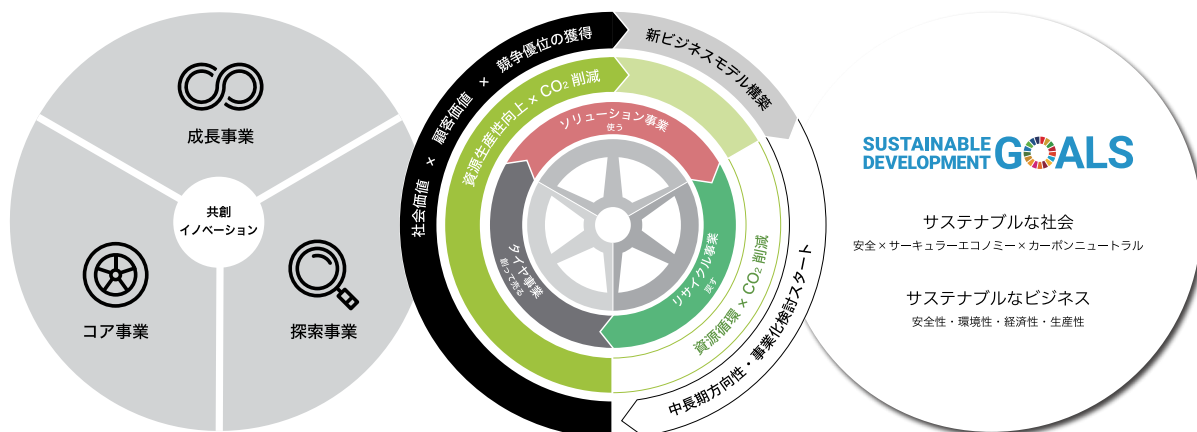 成長事業
共創
イノベーション
コア事業
探索事業
社会価値 × 顧客価値 × 競争優位の獲得
新ビジネスモデル構築
中長期方向性・事業化検討スタート
資源生産性向上 × CO₂ 削減
資源循環 × CO₂ 削減
ソリューション事業
使う
リサイクル事業
戻す
タイヤ事業
創って売る
SUSTAINABLE
DEVELOPMENT
GOALS
サステナブルな社会
安全×サーキュラーエコノミー×カーボンニュートラル
サステナブルなビジネス
安全性・環境性・経済性・生産性